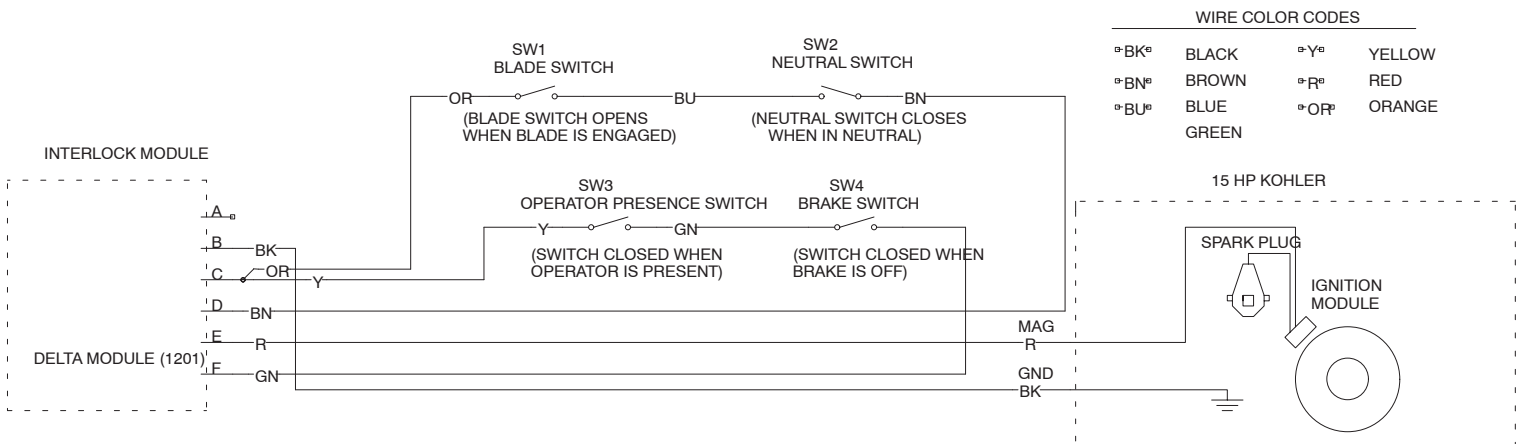 WIRE COLOR CODES
BK BLACK Y YELLOW
BN BROWN R RED
BU BLUE OR ORANGE
GREEN
SW1
BLADE SWITCH
SW2
NEUTRAL SWITCH
OR BU BN
(BLADE SWITCH OPENS
WHEN BLADE IS ENGAGED)
(NEUTRAL SWITCH CLOSES
WHEN IN NEUTRAL)
INTERLOCK MODULE
SW3
OPERATOR PRESENCE SWITCH
SW4
BRAKE SWITCH
Y GN
(SWITCH CLOSED WHEN
OPERATOR IS PRESENT)
(SWITCH CLOSED WHEN
BRAKE IS OFF)
A
B BK
C OR Y
D BN
E R
DELTA MODULE (1201)
F GN
MAG
R
GND
BK
15 HP KOHLER
SPARK PLUG
IGNITION
MODULE